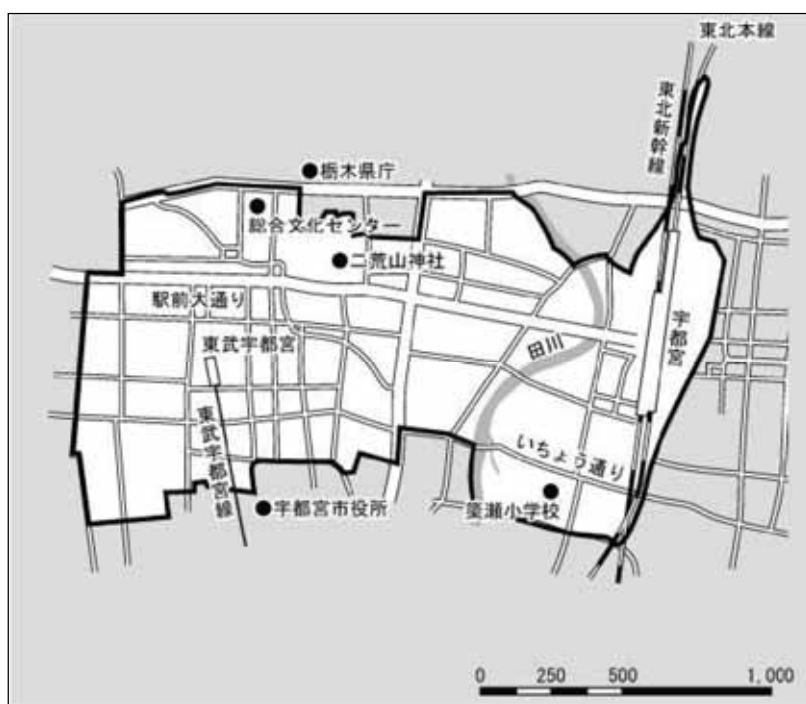 東北本線
東北新幹線
栃木県庁
総合文化センター
二荒山神社
駅前大通り
東武宇都宮
田川
宇都宮
東武宇都宮線
いちょう通り
宇都宮市役所
簗瀬小学校
0 250 500 1,000